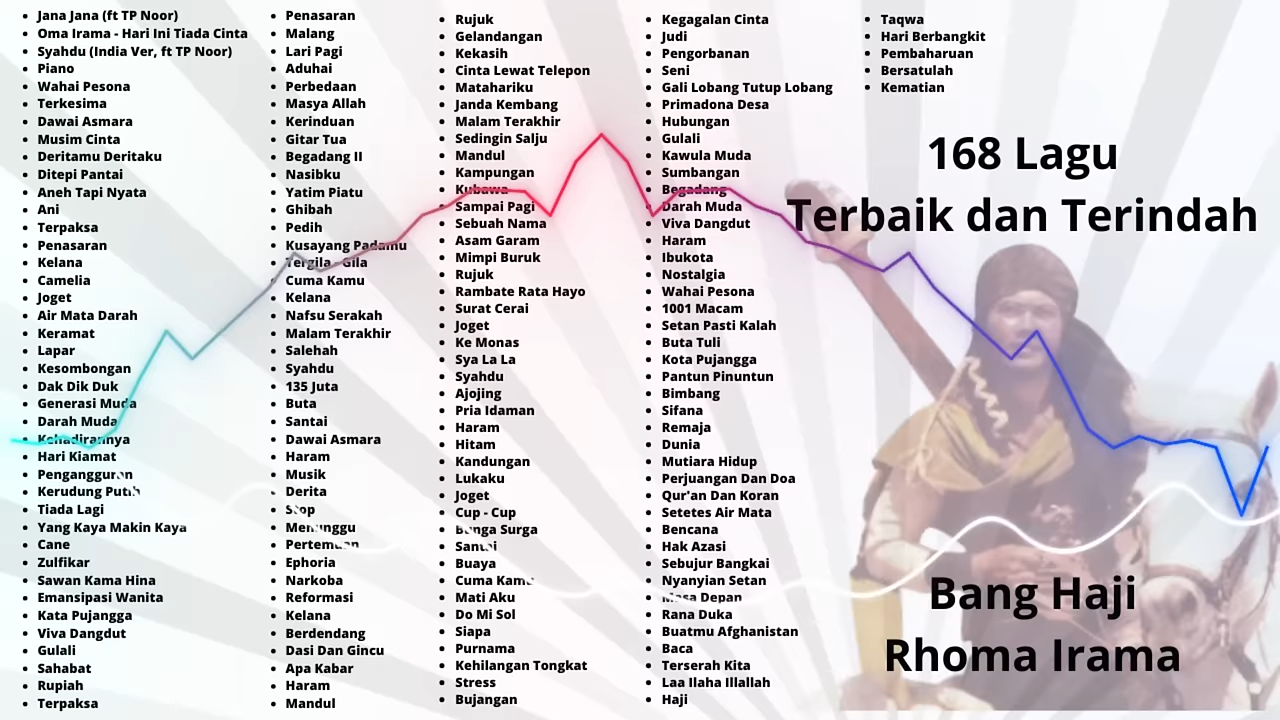 Jana Jana (ft TP Noor)
Oma Irama - Hari Ini Tiada Cinta
Syahdu (India Ver, ft TP Noor)
Piano
Wahai Pesona
Terkesima
Dawai Asmara
Musim Cinta
Deritamu Deritaku
Ditepi Pantai
Aneh Tapi Nyata
Ani
Terpaksa
Penasaran
Kelana
Camelia
Joget
Air Mata Darah
Keramat
Lapar
Kesombongan
Dak Dik Duk
Generasi Muda
Darah Muda
Kehadirannya
Hari Kiamat
Pengangguran
Kerudung Putih
Tiada Lagi
Yang Kaya Makin Kaya
Cane
Zulfikar
Sawan Kama Hina
Emansipasi Wanita
Kata Pujangga
Viva Dangdut
Gulali
Sahabat
Rupiah
Terpaksa
Penasaran
Malang
Lari Pagi
Aduhai
Perbedaan
Masya Allah
Kerinduan
Gitar Tua
Begadang II
Nasibku
Yatim Piatu
Ghibah
Pedih
Kusayang Padamu
Tergila - Gila
Cuma Kamu
Kelana
Nafsu Serakah
Malam Terakhir
Salehah
Syahdu
135 Juta
Buta
Santai
Dawai Asmara
Haram
Musik
Derita
Stop
Menunggu
Pertemuan
Ephoria
Narkoba
Reformasi
Kelana
Berdendang
Dasi Dan Gincu
Apa Kabar
Haram
Mandul
Rujuk
Gelandangan
Kekasih
Cinta Lewat Telepon
Matahariku
Janda Kembang
Malam Terakhir
Sedingin Salju
Mandul
Kampungan
Kubawa
Sampai Pagi
Sebuah Nama
Asam Garam
Mimpi Buruk
Rujuk
Rambate Rata Hayo
Surat Cerai
Joget
Ke Monas
Sya La La
Syahdu
Ajojing
Pria Idaman
Haram
Hitam
Kandungan
Lukaku
Joget
Cup - Cup
Bunga Surga
Santai
Buaya
Cuma Kamu
Mati Aku
Do Mi Sol
Siapa
Purnama
Kehilangan Tongkat
Stress
Bujangan
Kegagalan Cinta
Judi
Pengorbanan
Seni
Gali Lobang Tutup Lobang
Primadona Desa
Hubungan
Gulali
Kawula Muda
Sumbangan
Begadang
Darah Muda
Viva Dangdut
Haram
Ibukota
Nostalgia
Wahai Pesona
1001 Macam
Setan Pasti Kalah
Buta Tuli
Kota Pujangga
Pantun Pinuntun
Bimbang
Sifana
Remaja
Dunia
Mutiara Hidup
Perjuangan Dan Doa
Qur'an Dan Koran
Setetes Air Mata
Bencana
Hak Azasi
Sebujur Bangkai
Nyanyian Setan
Masa Depan
Rana Duka
Buatmu Afghanistan
Baca
Terserah Kita
Laa Ilaha Illallah
Haji
Taqwa
Hari Berbangkit
Pembaharuan
Bersatulah
Kematian
168 Lagu
Terbaik dan Terindah
Bang Haji
Rhoma Irama